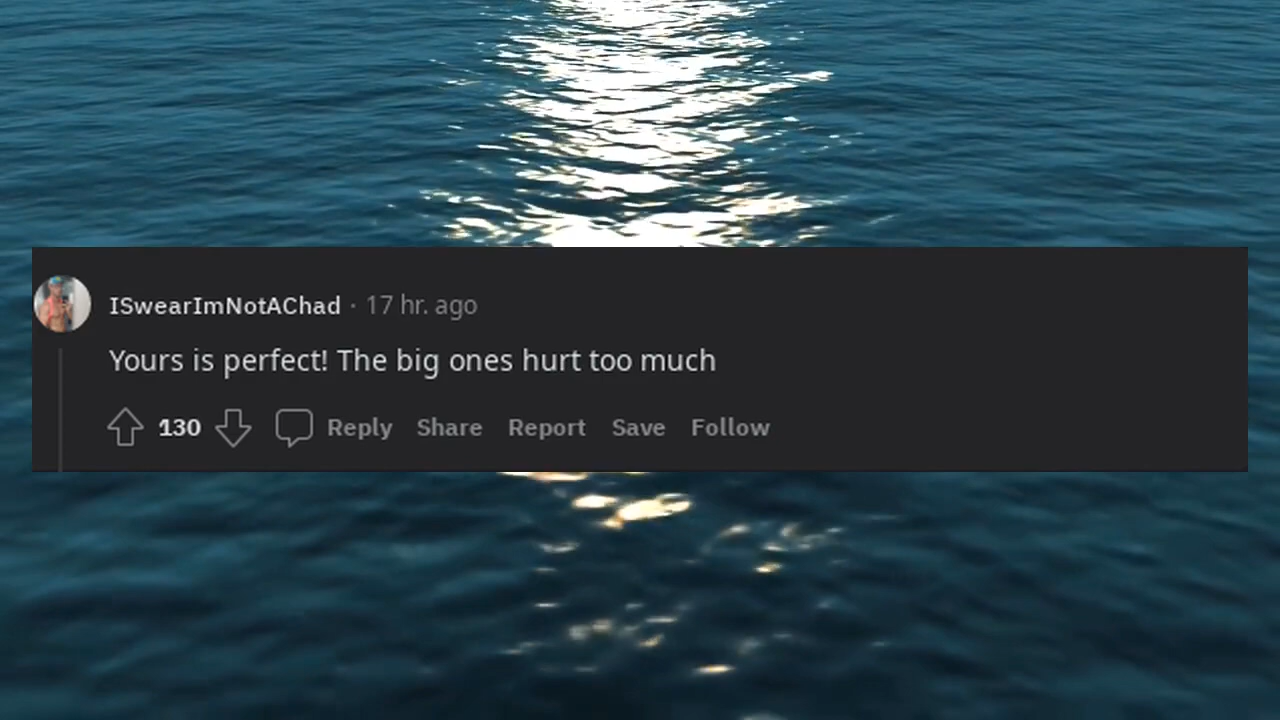 ISwearImNotAChad · 17 hr. ago
Yours is perfect! The big ones hurt too much
130 Reply Share Report Save Follow